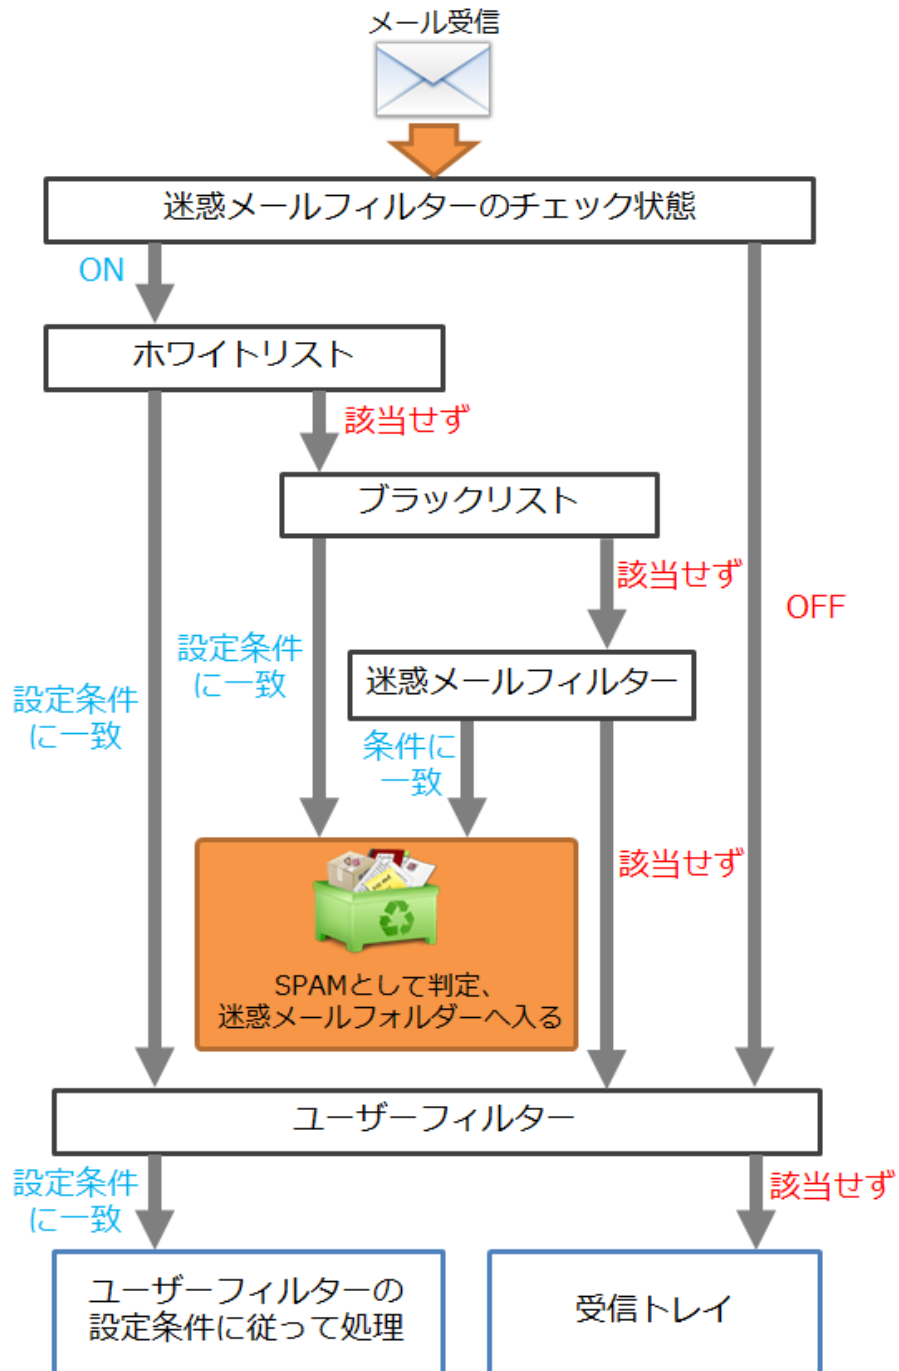 メール受信
迷惑メールフィルターのチェック状態
ON
ホワイトリスト
該当せず
ブラックリスト
該当せず
OFF
設定条件
に一致
迷惑メールフィルター
設定条件
に一致
条件に
一致
該当せず
SPAMとして判定、
迷惑メールフォルダーへ入る
ユーザーフィルター
設定条件
に一致
該当せず
ユーザーフィルターの
設定条件に従って処理
受信トレイ